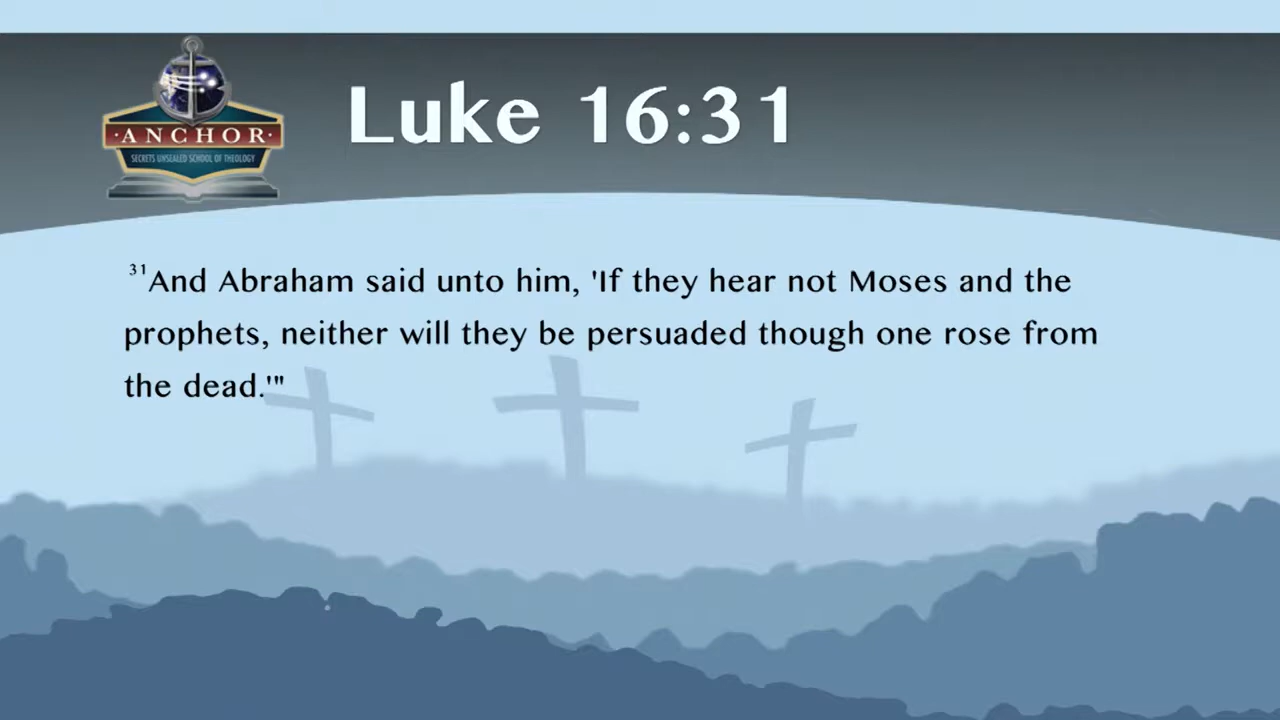 Luke 16:31
·ANCHOR·
SECRETS UNSEALED SCHOOL OF THEOLOGY
31And Abraham said unto him, 'If they hear not Moses and the
prophets, neither will they be persuaded though one rose from
the dead.'"